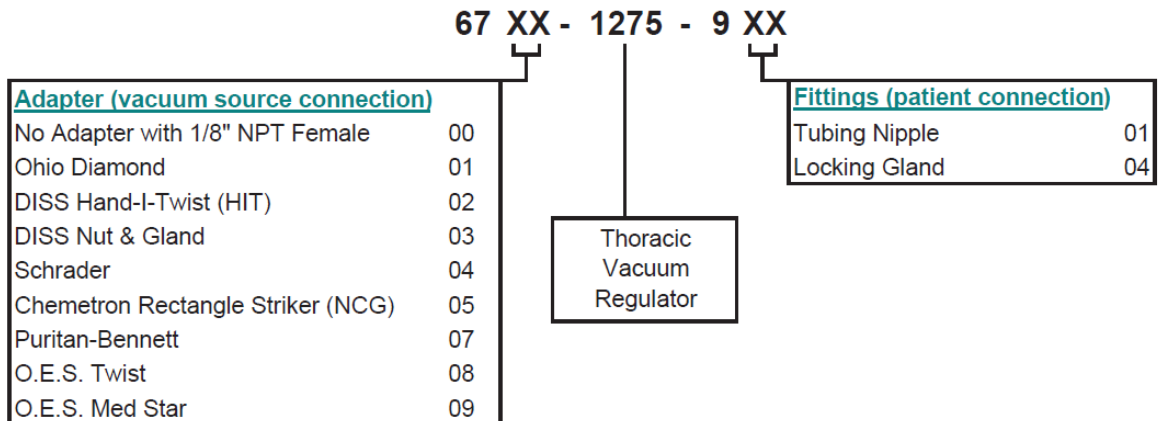 67 XX - 1275 - 9 XX
Adapter (vacuum source connection)
No Adapter with 1/8" NPT Female 00
Ohio Diamond 01
DISS Hand-I-Twist (HIT) 02
DISS Nut & Gland 03
Schrader 04
Chemetron Rectangle Striker (NCG) 05
Puritan-Bennett 07
O.E.S. Twist 08
O.E.S. Med Star 09
Thoracic
Vacuum
Regulator
Fittings (patient connection)
Tubing Nipple 01
Locking Gland 04